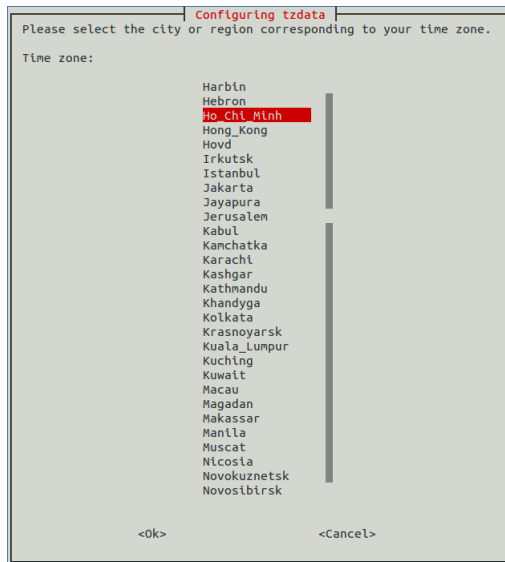 Configuring tzdata
Please select the city or region corresponding to your time zone.
Time zone:
Harbin
Hebron
Ho_Chi_Minh
Hong_Kong
Hovd
Irkutsk
Istanbul
Jakarta
Jayapura
Jerusalem
Kabul
Kamchatka
Karachi
Kashgar
Kathmandu
Khandyga
Kolkata
Krasnoyarsk
Kuala_Lumpur
Kuching
Kuwait
Macau
Magadan
Makassar
Manila
Muscat
Nicosia
Novokuznetsk
Novosibirsk
<Ok> <Cancel>